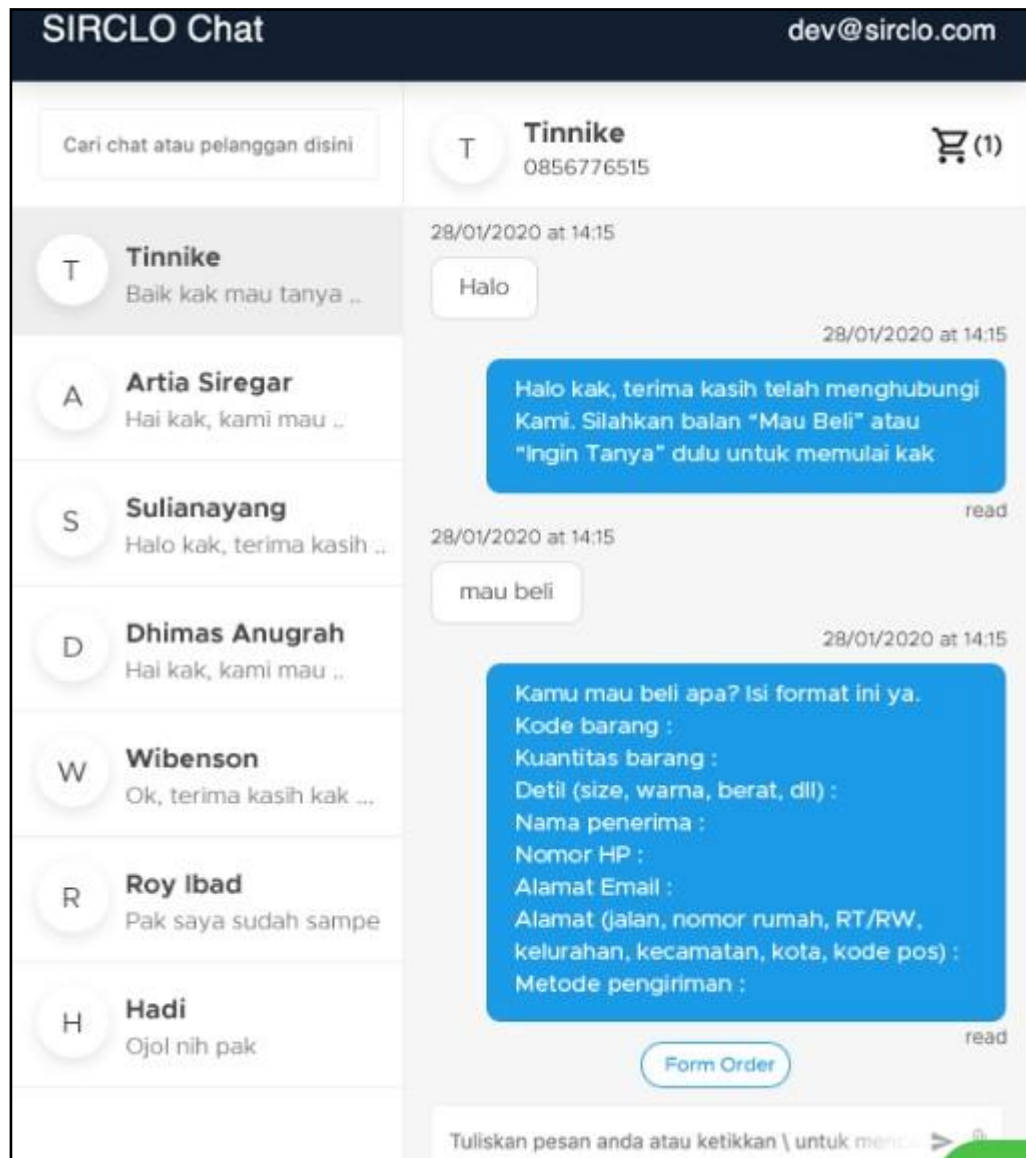 SIRCLO Chat
dev@sirclo.com
Cari chat atau pelanggan disini
T
Tinnike
Baik kak mau tanya ..
A
Artia Siregar
Hai kak, kami mau ..
S
Sulianayang
Halo kak, terima kasih ..
D
Dhimas Anugrah
Hai kak, kami mau ..
W
Wibenson
Ok, terima kasih kak ...
R
Roy Ibad
Pak saya sudah sampe
H
Hadi
Ojol nih pak
T
Tinnike
0856776515
(1)
28/01/2020 at 14:15
Halo
28/01/2020 at 14:15
Halo kak, terima kasih telah menghubungi
Kami. Silahkan balan “Mau Beli” atau
“Ingin Tanya” dulu untuk memulai kak
read
28/01/2020 at 14:15
mau beli
28/01/2020 at 14:15
Kamu mau beli apa? Isi format ini ya.
Kode barang :
Kuantitas barang :
Detil (size, warna, berat, dll) :
Nama penerima :
Nomor HP :
Alamat Email :
Alamat (jalan, nomor rumah, RT/RW,
kelurahan, kecamatan, kota, kode pos) :
Metode pengiriman :
read
Form Order
Tuliskan pesan anda atau ketikkan \ untuk